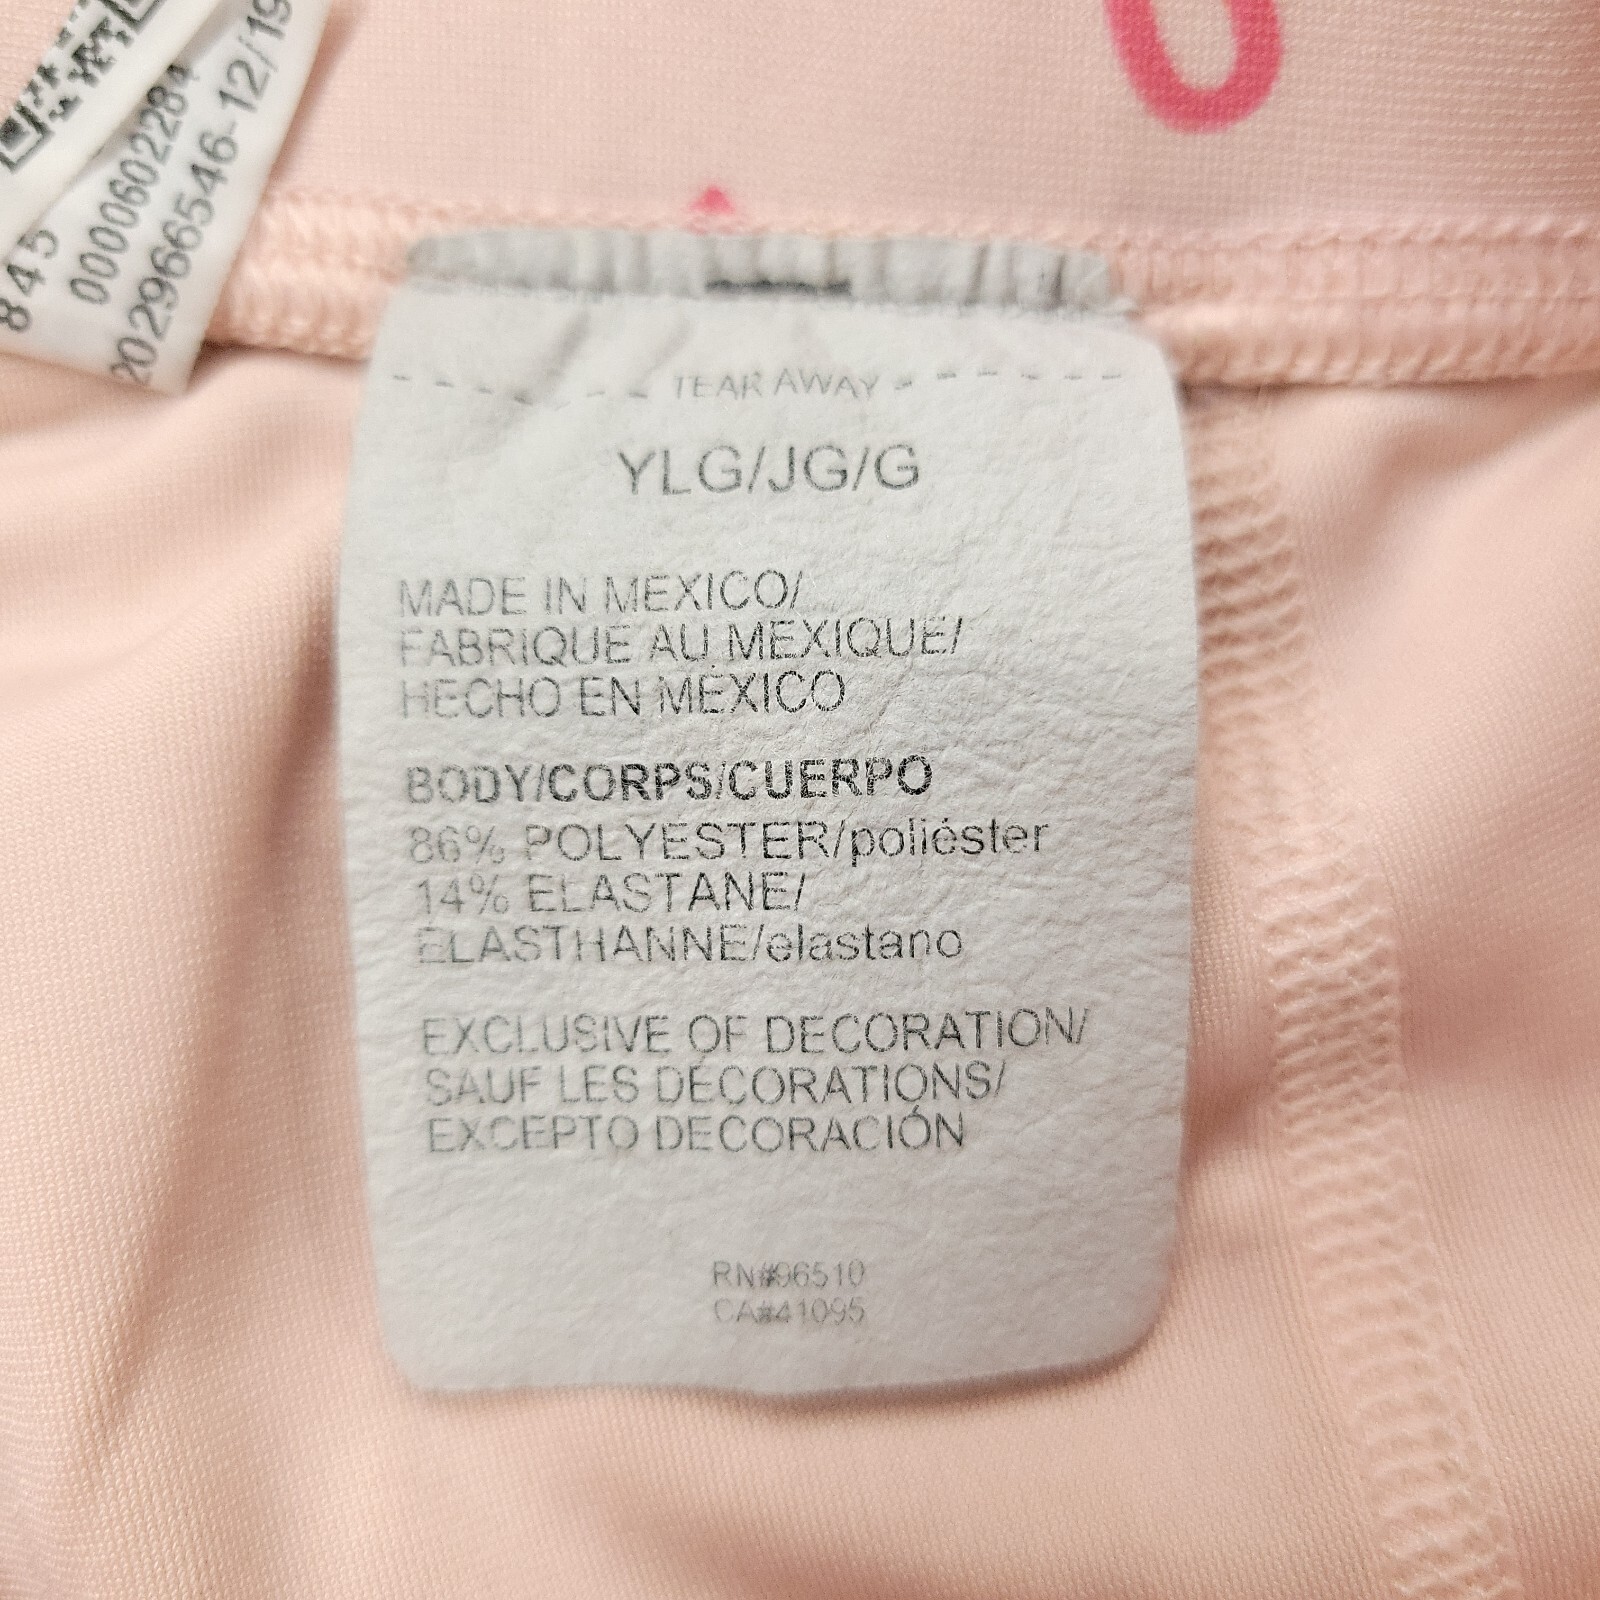 845
0000602284
202966546-12/19
TEAR AWAY
YLG/JG/G
MADE IN MEXICO/
FABRIQUE AU MEXIQUE/
HECHO EN MÉXICO
BODY/CORPS/CUERPO
86% POLYESTER/poliéster
14% ELASTANE/
ELASTHANNE/elastano
EXCLUSIVE OF DECORATION/
SAUF LES DÉCORATIONS/
EXCEPTO DECORACIÓN
RN#96510
CA#41095